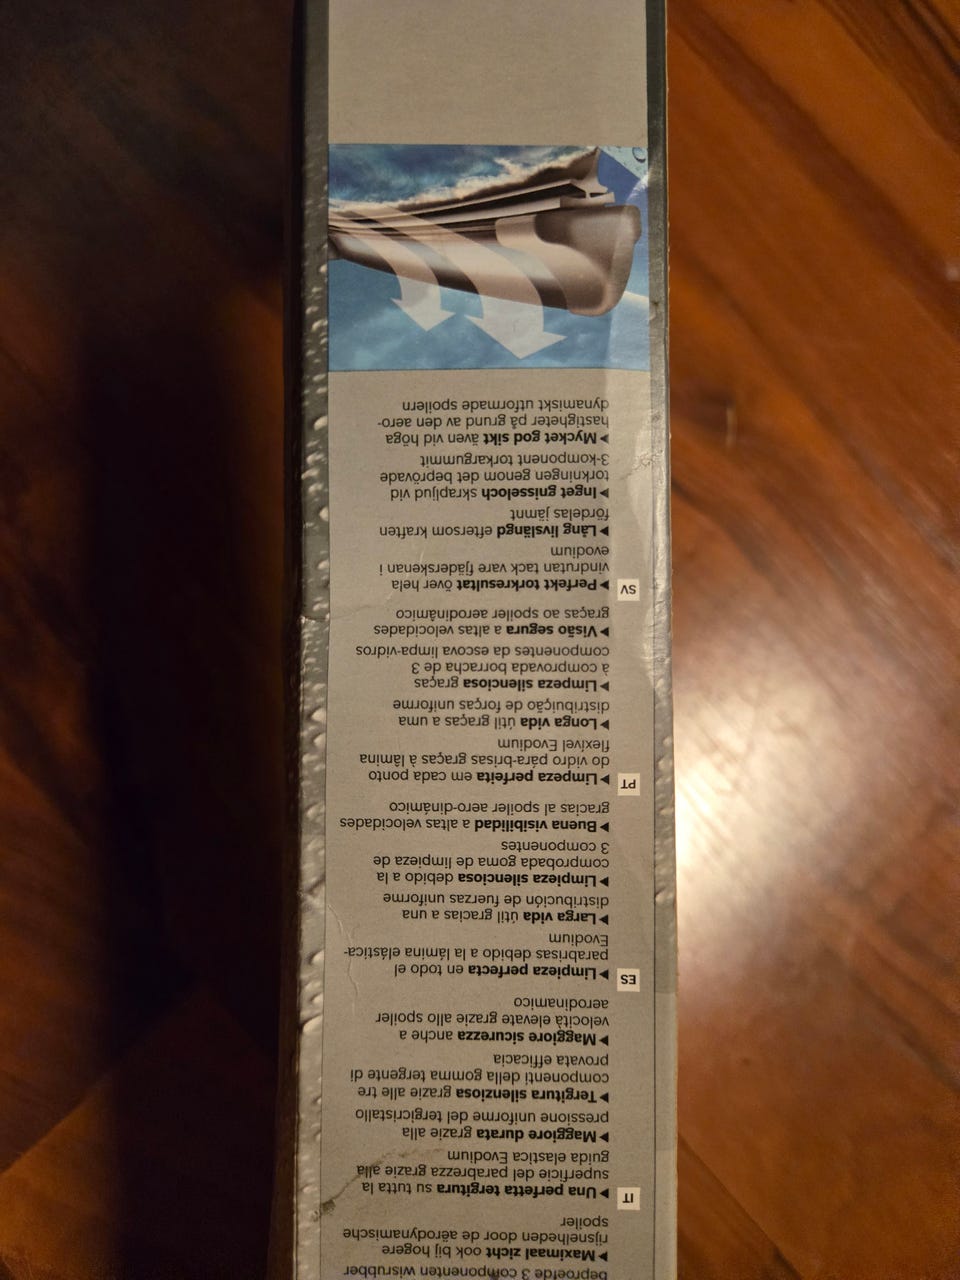 beproefde 3 componenten wisrubber
▶ Maximaal zicht ook bij hogere
rijsnelheden door de aërodynamische
spoiler
IT
▶ Una perfetta tergitura su tutta la
superficie del parabrezza grazie alla
guida elastica Evodium
▶ Maggiore durata grazie alla
pressione uniforme del tergicristallo
▶ Tergitura silenziosa grazie alle tre
componenti della gomma tergente di
provata efficacia
▶ Maggiore sicurezza anche a
velocità elevate grazie allo spoiler
aerodinamico
ES
▶ Limpieza perfecta en todo el
parabrisas debido a la lámina elástica-
Evodium
▶ Larga vida útil gracias a una
distribución de fuerzas uniforme
▶ Limpieza silenciosa debido a la
comprobada goma de limpieza de
3 componentes
▶ Buena visibilidad a altas velocidades
gracias al spoiler aero-dinámico
PT
▶ Limpeza perfeita em cada ponto
do vidro pára-brisas graças à lâmina
flexivel Evodium
▶ Longa vida útil graças a uma
distribuição de forças uniforme
▶ Limpeza silenciosa graças
à comprovada borracha de 3
componentes da escova limpa-vidros
▶ Visão segura a altas velocidades
graças ao spoiler aerodinâmico
SV
▶ Perfekt torkresultat över hela
vindrutan tack vare fjäderskenan i
evodium
▶ Lång livslängd eftersom kraften
fördelas jämnt
▶ Inget gnisseloch skrapljud vid
torkningen genom det beprövade
3-komponent torkargummit
▶ Mycket god sikt även vid höga
hastigheter på grund av den aero-
dynamiskt utformade spoilern